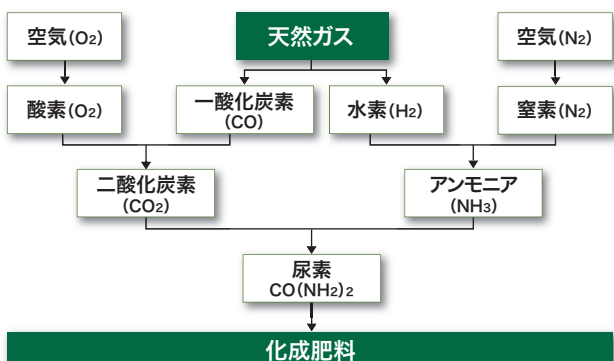 空気(O2)
天然ガス
空気(N2)
酸素(O2)
一酸化炭素
(CO)
水素(H2)
窒素(N2)
二酸化炭素
(CO2)
アンモニア
(NH3)
尿素
CO(NH2)2
化成肥料